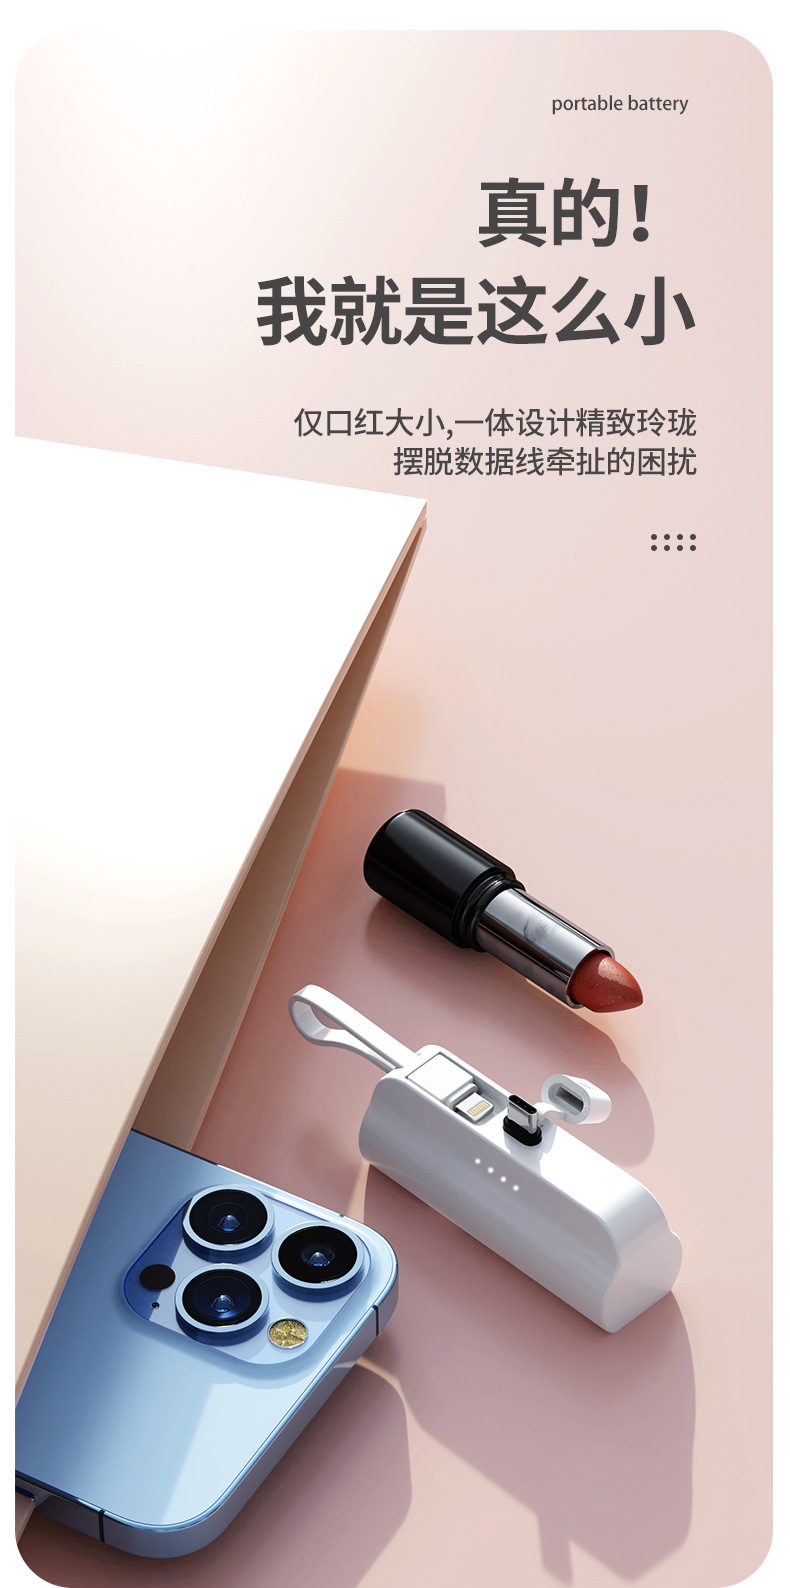 portable battery
真的！
我就是这么小
仅口红大小,一体设计精致玲珑
摆脱数据线牵扯的困扰